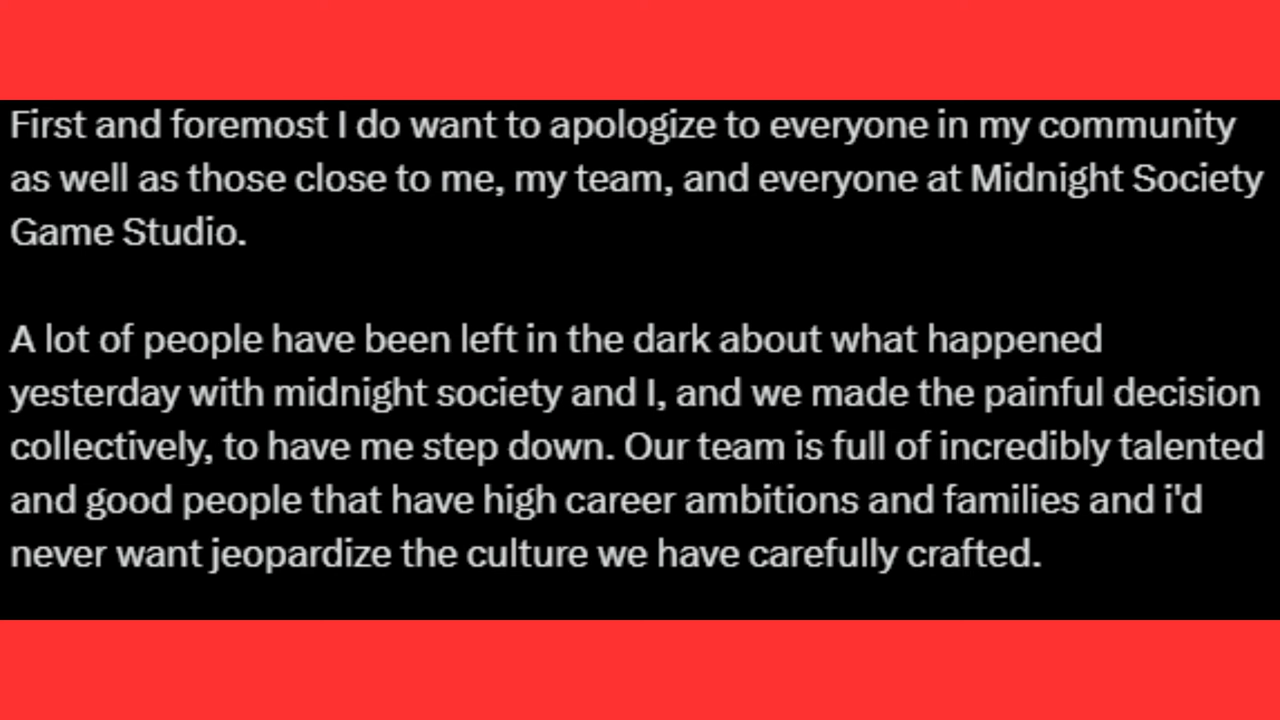 First and foremost I do want to apologize to everyone in my community
as well as those close to me, my team, and everyone at Midnight Society
Game Studio.
A lot of people have been left in the dark about what happened
yesterday with midnight society and I, and we made the painful decision
collectively, to have me step down. Our team is full of incredibly talented
and good people that have high career ambitions and families and i'd
never want jeopardize the culture we have carefully crafted.